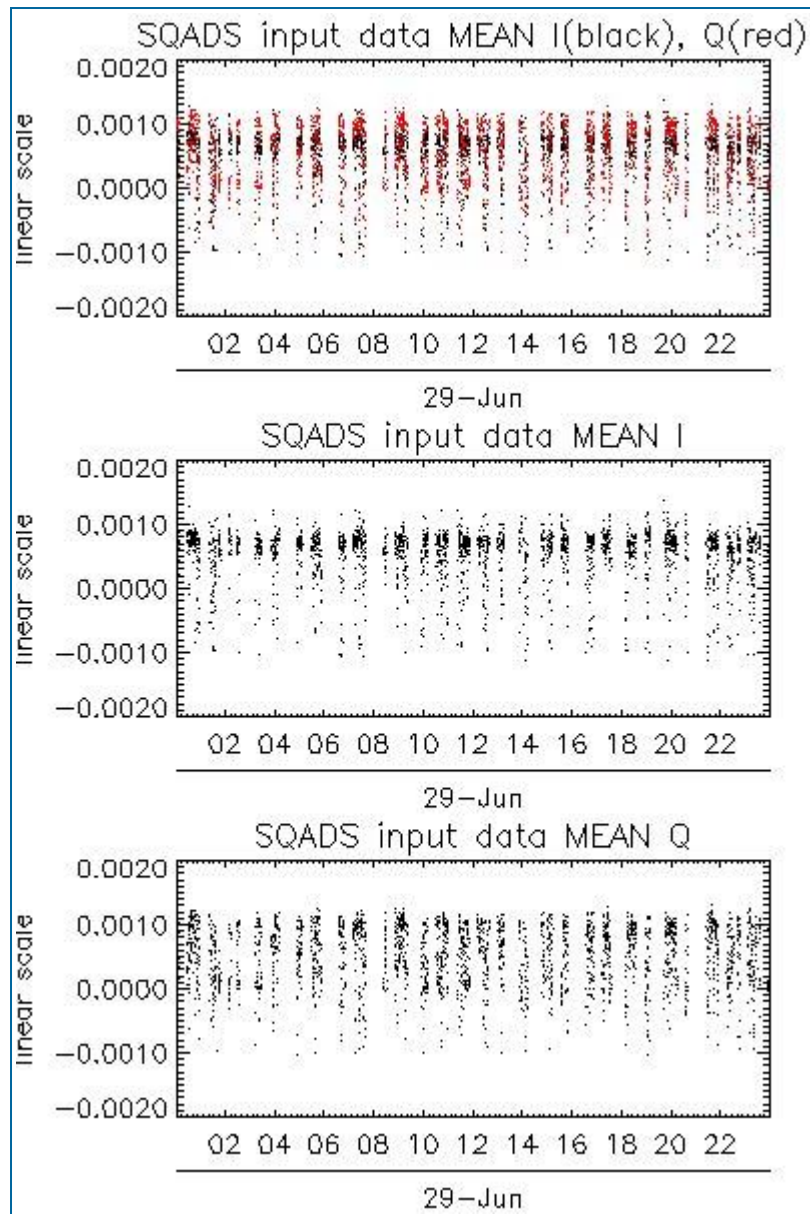 SQADS input data MEAN I(black), Q(red)
0.0020
0.0010
0.0000
−0.0010
−0.0020
linear scale
02 04 06 08 10 12 14 16 18 20 22
29−Jun
SQADS input data MEAN I
0.0020
0.0010
0.0000
−0.0010
−0.0020
linear scale
02 04 06 08 10 12 14 16 18 20 22
29−Jun
SQADS input data MEAN Q
0.0020
0.0010
0.0000
−0.0010
−0.0020
linear scale
02 04 06 08 10 12 14 16 18 20 22
29−Jun